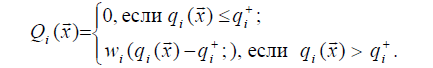 0, если q_i(x⃗) ≤ q_i^+;
Q_i(x⃗)={
w_i(q_i(x⃗)−q_i^+;), если q_i(x⃗) > q_i^+.